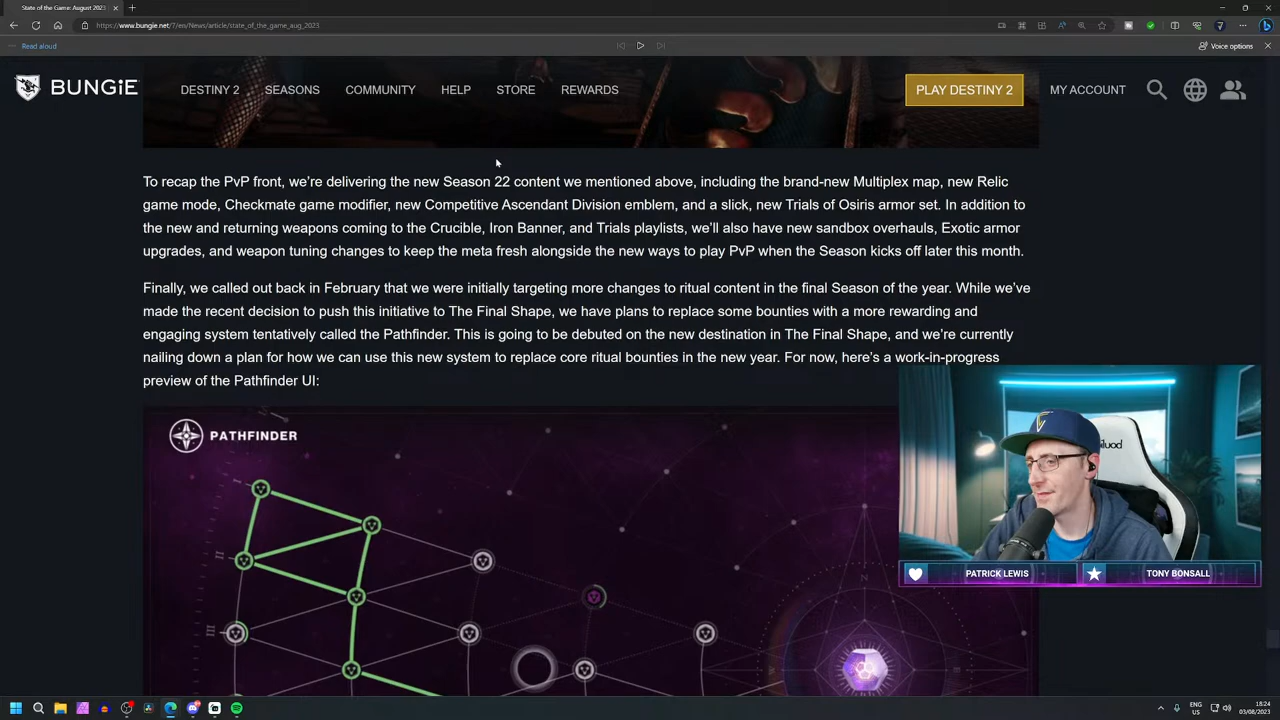 State of the Game: August 2023
https://www.bungie.net/7/en/News/article/state_of_the_game_aug_2023
Read aloud
Voice options
BUNGiE
DESTINY 2
SEASONS
COMMUNITY
HELP
STORE
REWARDS
PLAY DESTINY 2
MY ACCOUNT
To recap the PvP front, we’re delivering the new Season 22 content we mentioned above, including the brand-new Multiplex map, new Relic
game mode, Checkmate game modifier, new Competitive Ascendant Division emblem, and a slick, new Trials of Osiris armor set. In addition to
the new and returning weapons coming to the Crucible, Iron Banner, and Trials playlists, we’ll also have new sandbox overhauls, Exotic armor
upgrades, and weapon tuning changes to keep the meta fresh alongside the new ways to play PvP when the Season kicks off later this month.
Finally, we called out back in February that we were initially targeting more changes to ritual content in the final Season of the year. While we’ve
made the recent decision to push this initiative to The Final Shape, we have plans to replace some bounties with a more rewarding and
engaging system tentatively called the Pathfinder. This is going to be debuted on the new destination in The Final Shape, and we’re currently
nailing down a plan for how we can use this new system to replace core ritual bounties in the new year. For now, here’s a work-in-progress
preview of the Pathfinder UI:
PATHFINDER
I
II
III
PATRICK LEWIS
TONY BONSALL
ENG
US
18:24
03/08/2023